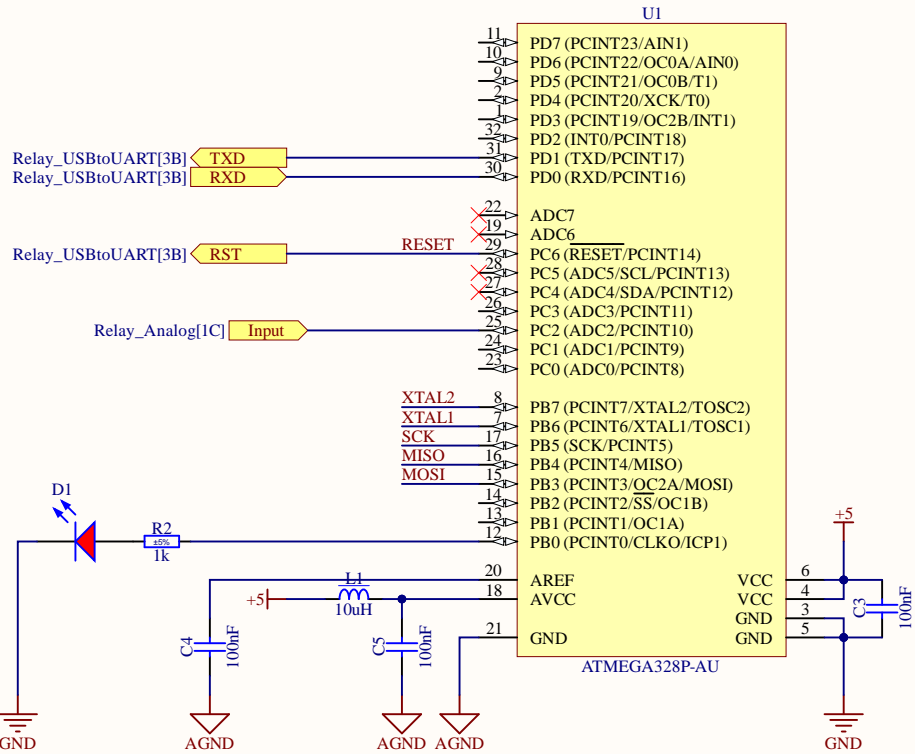 U1
11 PD7 (PCINT23/AIN1)
10 PD6 (PCINT22/OC0A/AIN0)
9 PD5 (PCINT21/OC0B/T1)
2 PD4 (PCINT20/XCK/T0)
1 PD3 (PCINT19/OC2B/INT1)
32 PD2 (INT0/PCINT18)
Relay_USBtoUART[3B] TXD 31 PD1 (TXD/PCINT17)
Relay_USBtoUART[3B] RXD 30 PD0 (RXD/PCINT16)
22 ADC7
19 ADC6
Relay_USBtoUART[3B] RST RESET 29 PC6 (RESET/PCINT14)
28 PC5 (ADC5/SCL/PCINT13)
27 PC4 (ADC4/SDA/PCINT12)
26 PC3 (ADC3/PCINT11)
Relay_Analog[1C] Input 25 PC2 (ADC2/PCINT10)
24 PC1 (ADC1/PCINT9)
23 PC0 (ADC0/PCINT8)
XTAL2 8 PB7 (PCINT7/XTAL2/TOSC2)
XTAL1 7 PB6 (PCINT6/XTAL1/TOSC1)
SCK 17 PB5 (SCK/PCINT5)
MISO 16 PB4 (PCINT4/MISO)
MOSI 15 PB3 (PCINT3/OC2A/MOSI)
14 PB2 (PCINT2/SS/OC1B)
13 PB1 (PCINT1/OC1A)
12 PB0 (PCINT0/CLKO/ICP1)
D1
R2
±5%
1k
+5
20 AREF VCC 6
18 AVCC VCC 4
GND 3
21 GND GND 5
L1
+5
10uH
C4
100nF
C5
100nF
C3
100nF
ATMEGA328P-AU
GND
AGND
AGND
AGND
GND